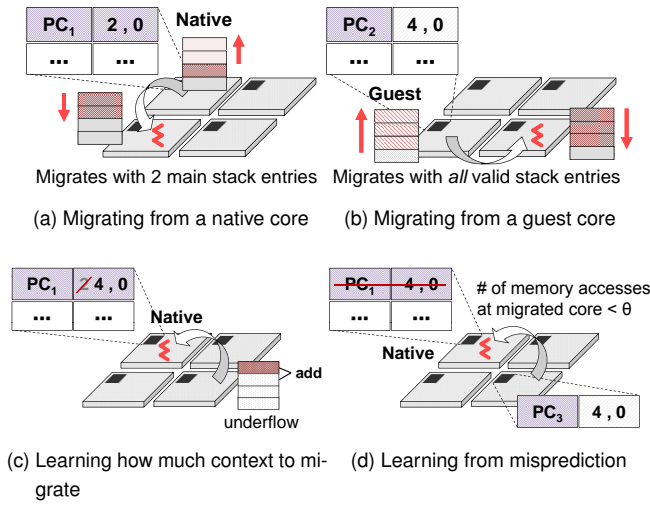 Native
PC1 2 , 0
... ...
Migrates with 2 main stack entries
(a) Migrating from a native core
PC2 4 , 0
... ...
Guest
Migrates with all valid stack entries
(b) Migrating from a guest core
PC1 2 4 , 0
... ...
Native
add
underflow
(c) Learning how much context to mi-
grate
PC1 4 , 0
... ...
# of memory accesses
at migrated core < θ
Native
PC3 4 , 0
(d) Learning from misprediction